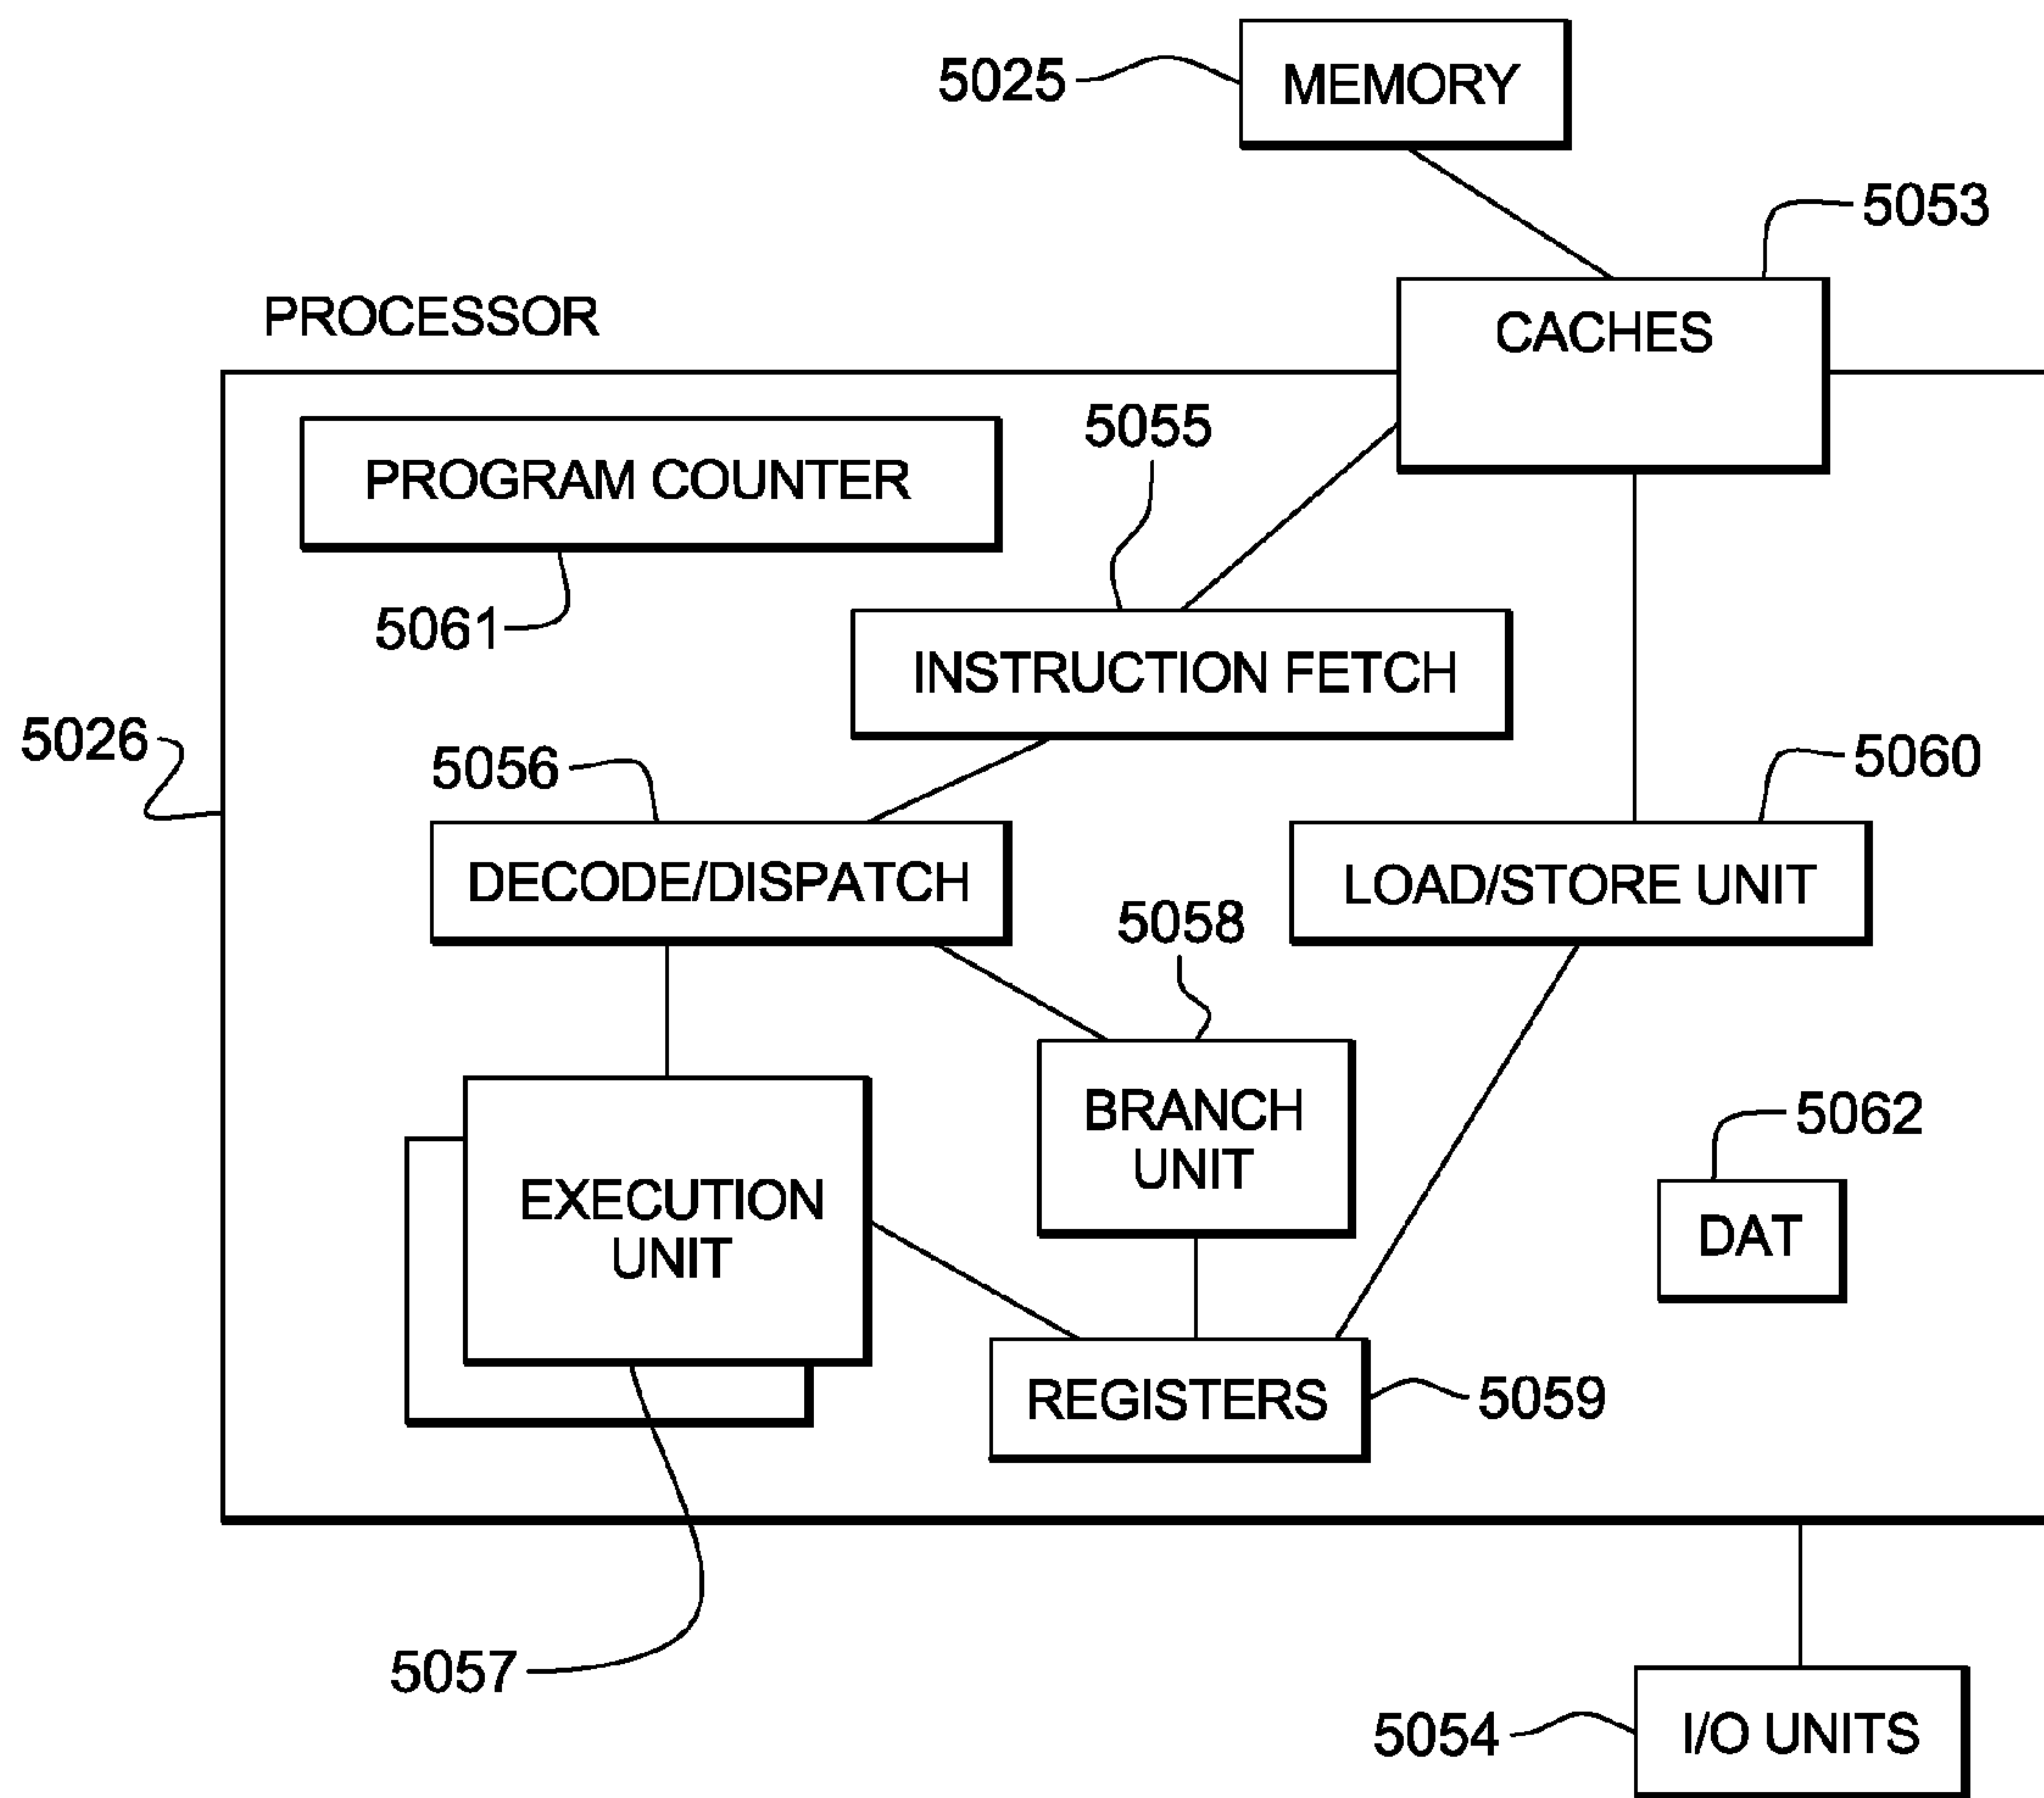 MEMORY
5025
5053
CACHES
PROCESSOR
5055
PROGRAM COUNTER
5061
INSTRUCTION FETCH
5026
5056
5060
DECODE/DISPATCH
LOAD/STORE UNIT
5058
BRANCH
UNIT
5062
EXECUTION
UNIT
DAT
REGISTERS
5059
5057
5054
I/O UNITS